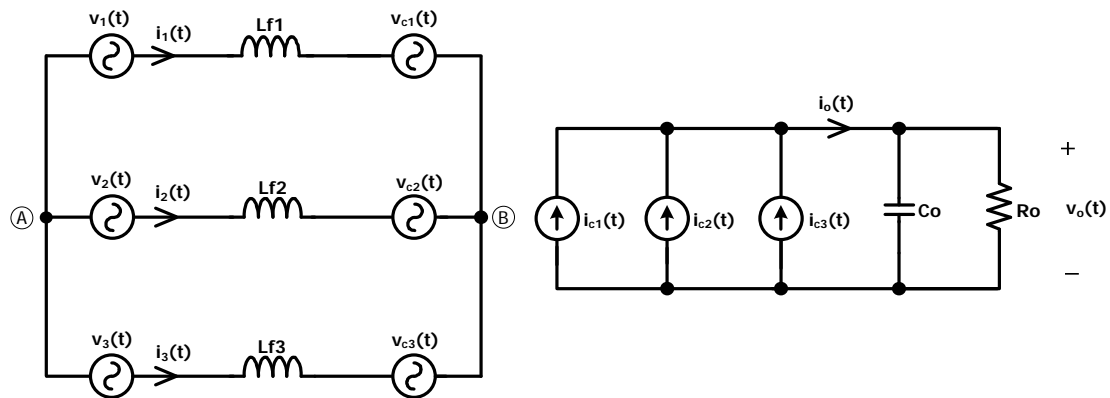 v1(t)
i1(t)
Lf1
vc1(t)
v2(t)
i2(t)
Lf2
vc2(t)
A
B
v3(t)
i3(t)
Lf3
vc3(t)
io(t)
ic1(t)
ic2(t)
ic3(t)
Co
Ro
+
vo(t)
−